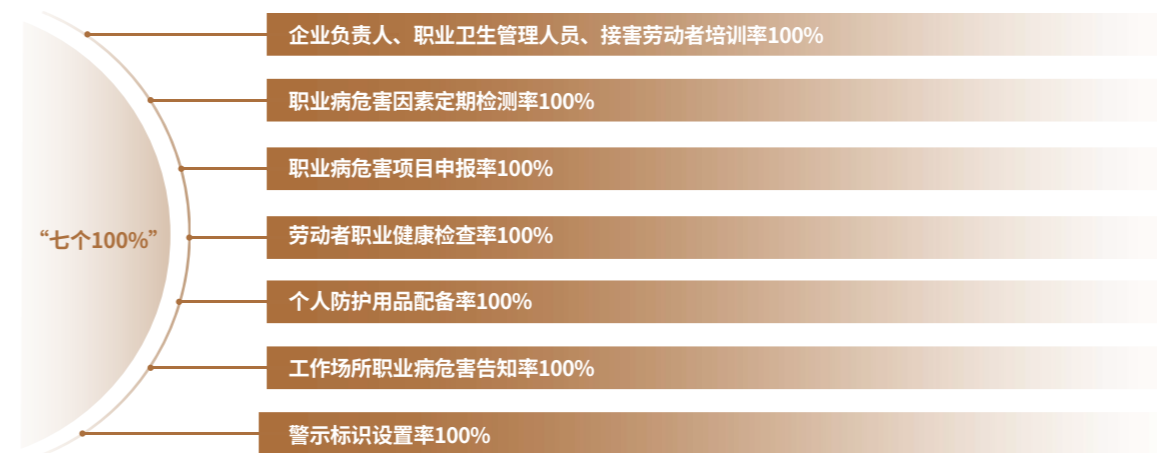 企业负责人、职业卫生管理人员、接害劳动者培训率100%
职业病危害因素定期检测率100%
职业病危害项目申报率100%
“七个100%”
劳动者职业健康检查率100%
个人防护用品配备率100%
工作场所职业病危害告知率100%
警示标识设置率100%